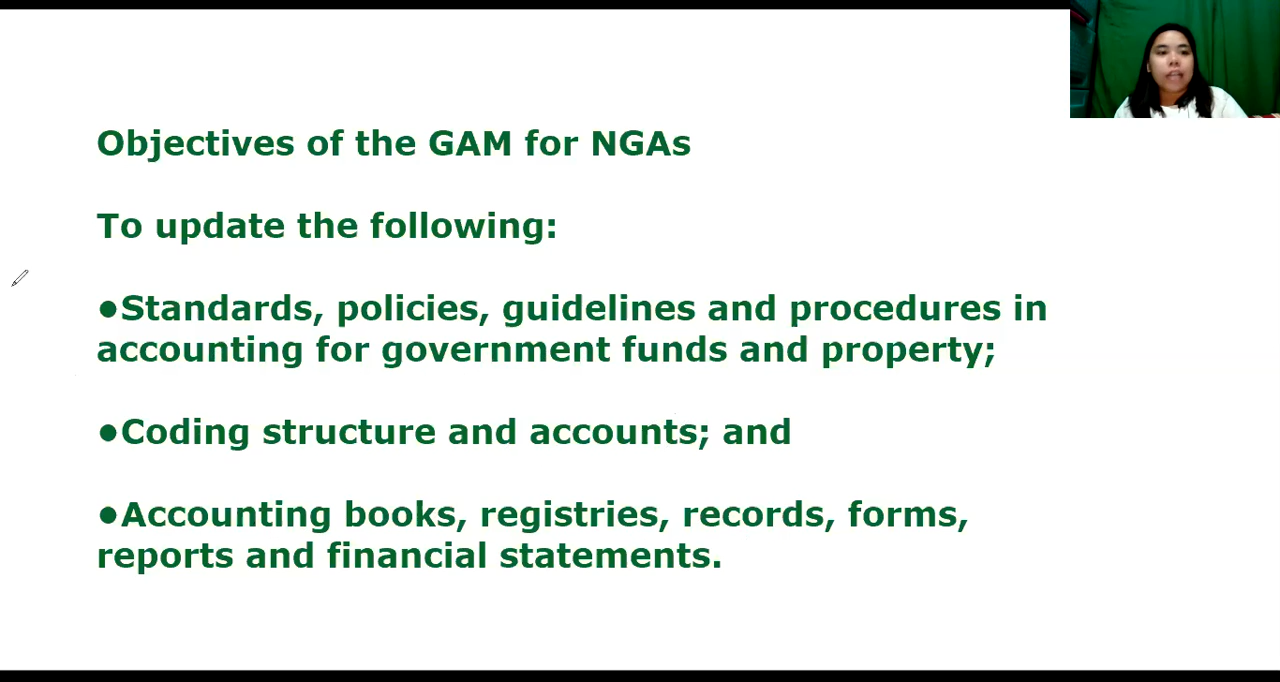 Objectives of the GAM for NGAs
To update the following:
●Standards, policies, guidelines and procedures in
accounting for government funds and property;
●Coding structure and accounts; and
●Accounting books, registries, records, forms,
reports and financial statements.